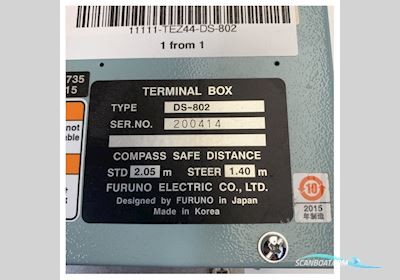 11111-TEZ44-DS-802
1 from 1
735
15
not
able
TERMINAL BOX
TYPE DS-802
SER.NO. 200414
COMPASS SAFE DISTANCE
STD 2.05 m STEER 1.40 m
FURUNO ELECTRIC CO., LTD.
Designed by FURUNO in Japan
Made in Korea
10
2015
年制造
SCANBOAT.COM